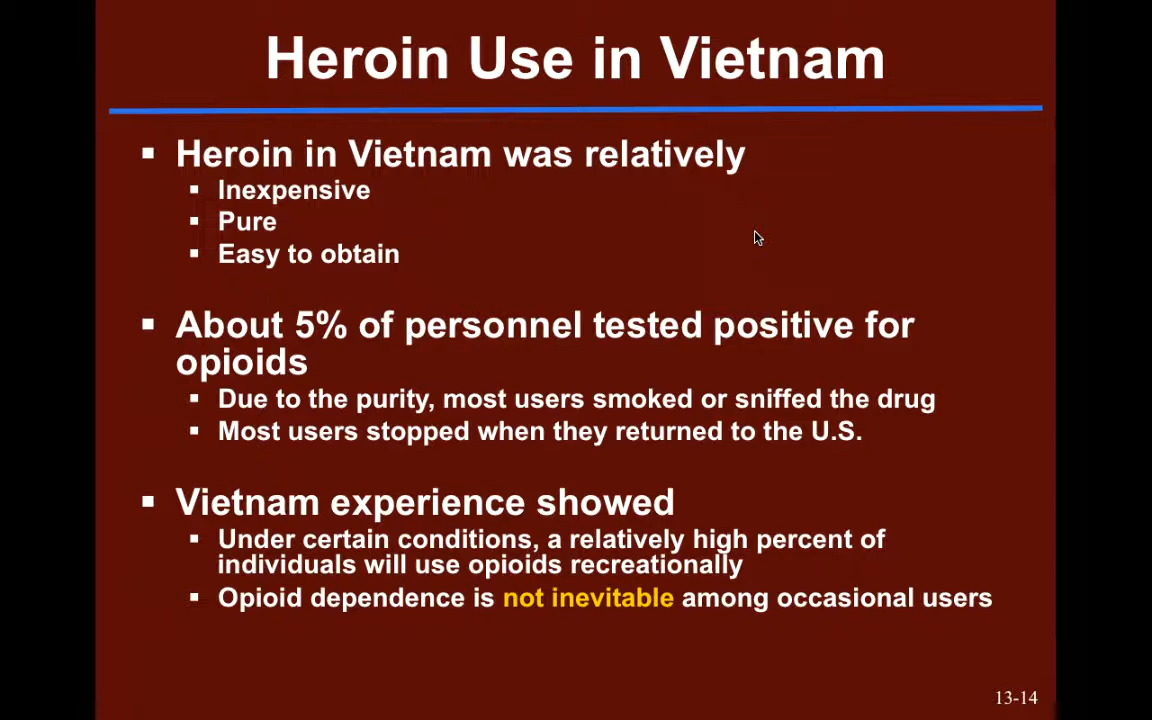 Heroin Use in Vietnam
▪ Heroin in Vietnam was relatively
▪ Inexpensive
▪ Pure
▪ Easy to obtain
▪ About 5% of personnel tested positive for
opioids
▪ Due to the purity, most users smoked or sniffed the drug
▪ Most users stopped when they returned to the U.S.
▪ Vietnam experience showed
▪ Under certain conditions, a relatively high percent of
individuals will use opioids recreationally
▪ Opioid dependence is not inevitable among occasional users
13-14